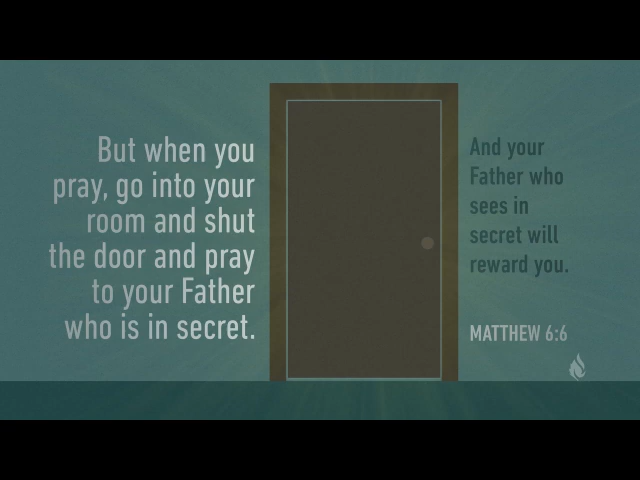 But when you
pray, go into your
room and shut
the door and pray
to your Father
who is in secret.
And your
Father who
sees in
secret will
reward you.
MATTHEW 6:6